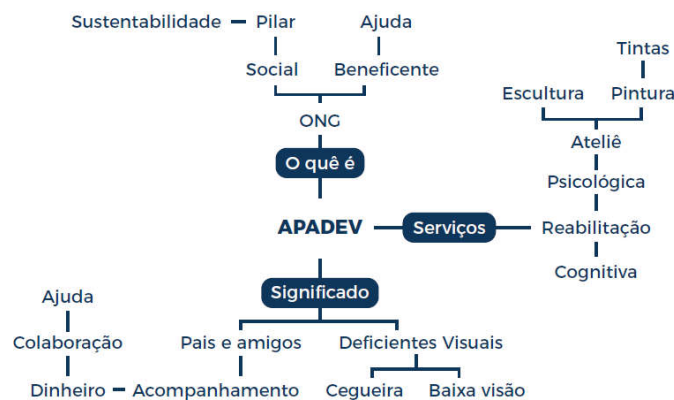 Sustentabilidade
Pilar
Ajuda
Social
Beneficente
ONG
O quê é
Tintas
Escultura
Pintura
Ateliê
Psicológica
APADEV
Serviços
Reabilitação
Cognitiva
Significado
Ajuda
Colaboração
Pais e amigos
Deficientes Visuais
Dinheiro
Acompanhamento
Cegueira
Baixa visão